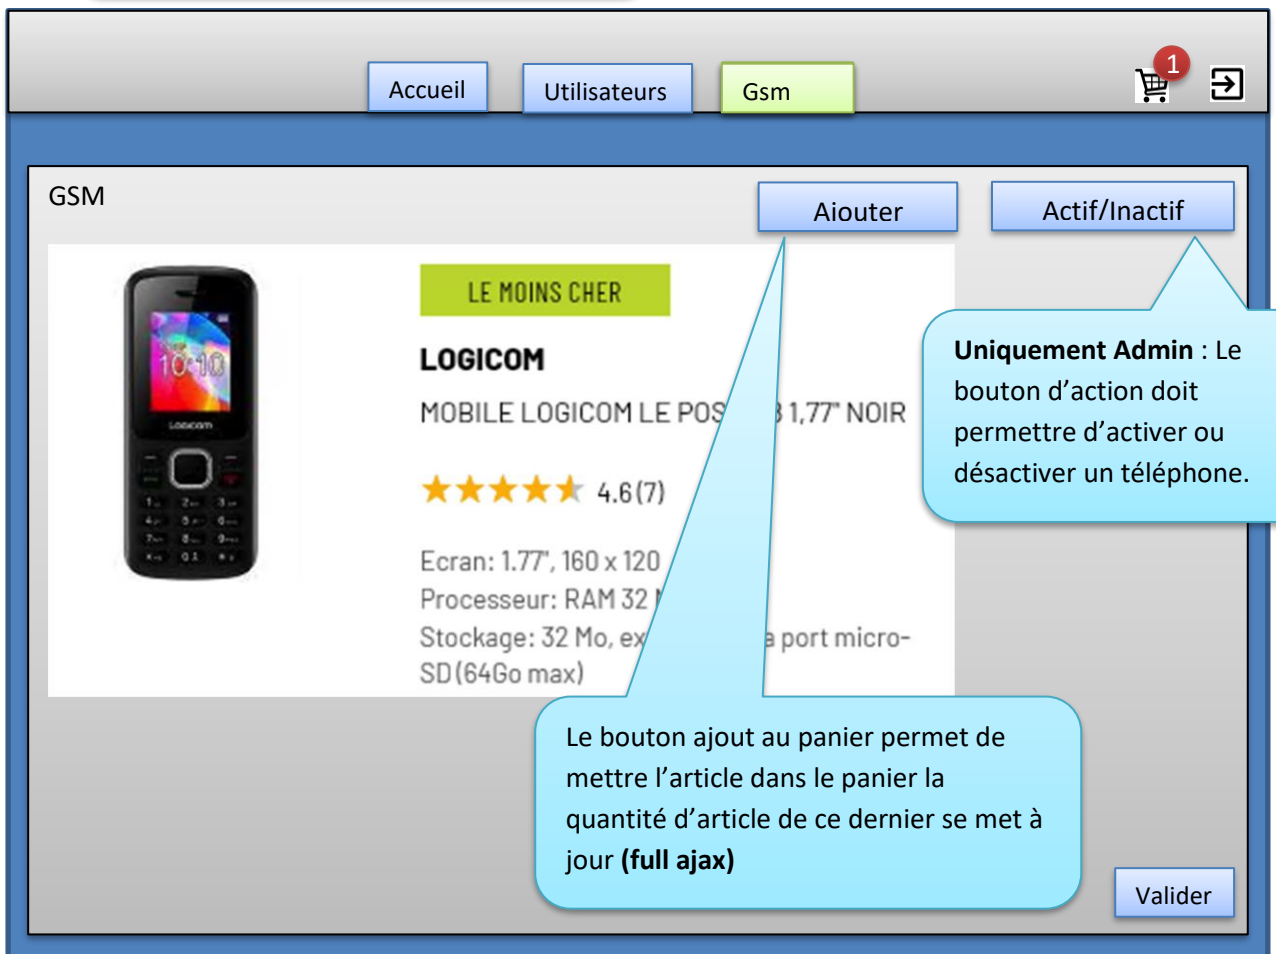 Accueil
Utilisateurs
Gsm
1
GSM
Aiouter
Actif/Inactif
LE MOINS CHER
LOGICOM
MOBILE LOGICOM LE 1,77" NOIR
4.6 (7)
Ecran: 1.77", 160 x 120
Processeur: RAM 32
Stockage: 32 Mo, port micro-
SD (64Go max)
10:10
Logicom
Uniquement Admin : Le
bouton d’action doit
permettre d’activer ou
désactiver un téléphone.
Le bouton ajout au panier permet de
mettre l’article dans le panier la
quantité d’article de ce dernier se met à
jour (full ajax)
Valider